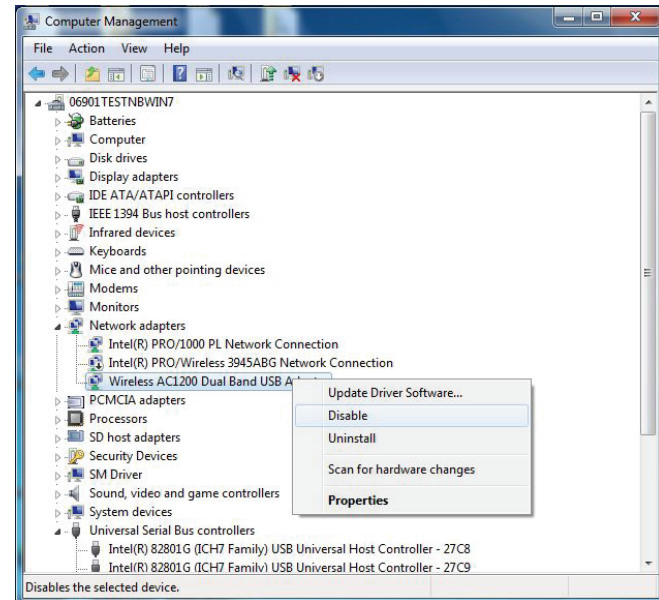 Computer Management
File Action View Help
06901TESTNBWIN7
Batteries
Computer
Disk drives
Display adapters
IDE ATA/ATAPI controllers
IEEE 1394 Bus host controllers
Infrared devices
Keyboards
Mice and other pointing devices
Modems
Monitors
Network adapters
Intel(R) PRO/1000 PL Network Connection
Intel(R) PRO/Wireless 3945ABG Network Connection
Wireless AC1200 Dual Band USB
Update Driver Software...
Disable
Uninstall
Scan for hardware changes
Properties
PCMCIA adapters
Processors
SD host adapters
Security Devices
SM Driver
Sound, video and game controllers
System devices
Universal Serial Bus controllers
Intel(R) 82801G (ICH7 Family) USB Universal Host Controller - 27C8
Intel(R) 82801G (ICH7 Family) USB Universal Host Controller - 27C9
Disables the selected device.